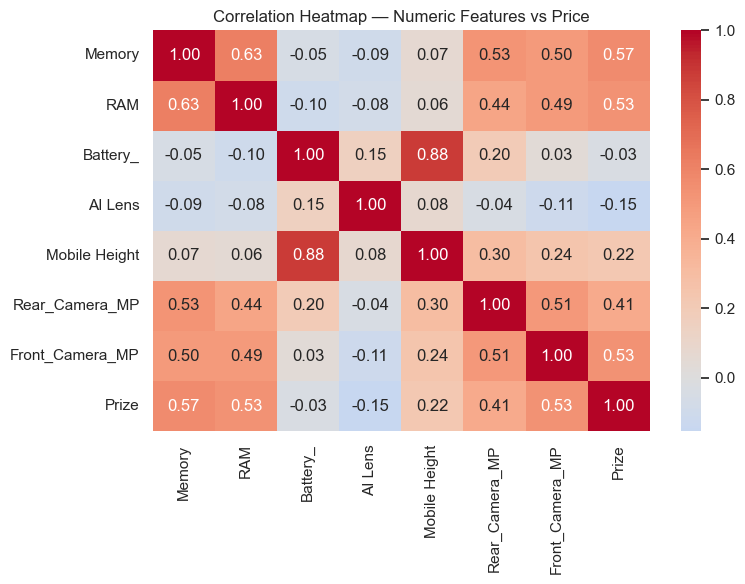 Correlation Heatmap — Numeric Features vs Price
Memory 1.00 0.63 -0.05 -0.09 0.07 0.53 0.50 0.57
RAM 0.63 1.00 -0.10 -0.08 0.06 0.44 0.49 0.53
Battery_ -0.05 -0.10 1.00 0.15 0.88 0.20 0.03 -0.03
AI Lens -0.09 -0.08 0.15 1.00 0.08 -0.04 -0.11 -0.15
Mobile Height 0.07 0.06 0.88 0.08 1.00 0.30 0.24 0.22
Rear_Camera_MP 0.53 0.44 0.20 -0.04 0.30 1.00 0.51 0.41
Front_Camera_MP 0.50 0.49 0.03 -0.11 0.24 0.51 1.00 0.53
Prize 0.57 0.53 -0.03 -0.15 0.22 0.41 0.53 1.00
Memory
RAM
Battery_
AI Lens
Mobile Height
Rear_Camera_MP
Front_Camera_MP
Prize
1.0
0.8
0.6
0.4
0.2
0.0